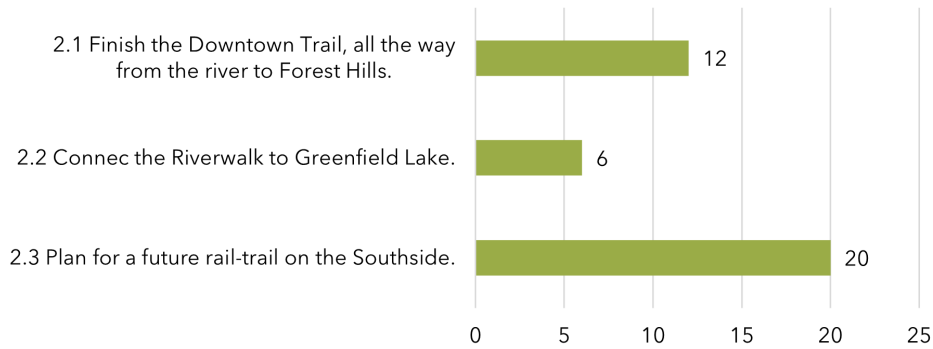 2.1 Finish the Downtown Trail, all the way
from the river to Forest Hills.
12
2.2 Connec the Riverwalk to Greenfield Lake.
6
2.3 Plan for a future rail-trail on the Southside.
20
0 5 10 15 20 25